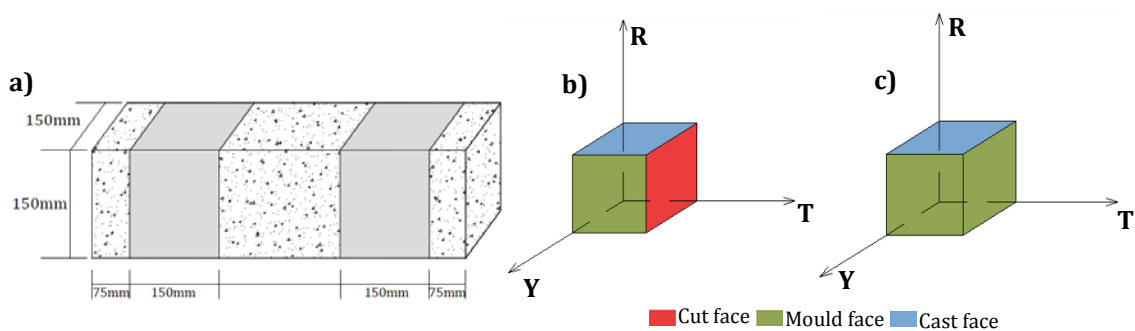 a)
150mm
150mm
75mm
150mm
150mm
75mm
b)
R
T
Y
c)
R
T
Y
Cut face
Mould face
Cast face